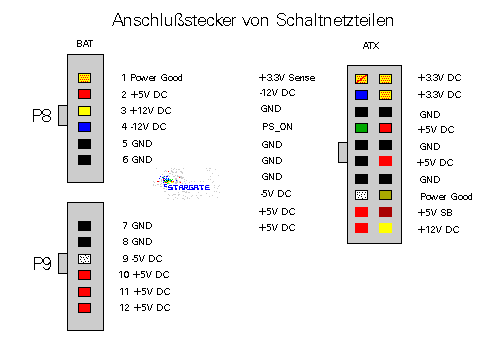 Anschlußstecker von Schaltnetzteilen
BAT
P8
1 Power Good
2 +5V DC
3 +12V DC
4 -12V DC
5 GND
6 GND
STARGATE
P9
7 GND
8 GND
9 -5V DC
10 +5V DC
11 +5V DC
12 +5V DC
ATX
+3.3V Sense +3.3V DC
-12V DC +3.3V DC
GND GND
PS_ON +5V DC
GND GND
GND +5V DC
GND GND
-5V DC Power Good
+5V DC +5V SB
+5V DC +12V DC